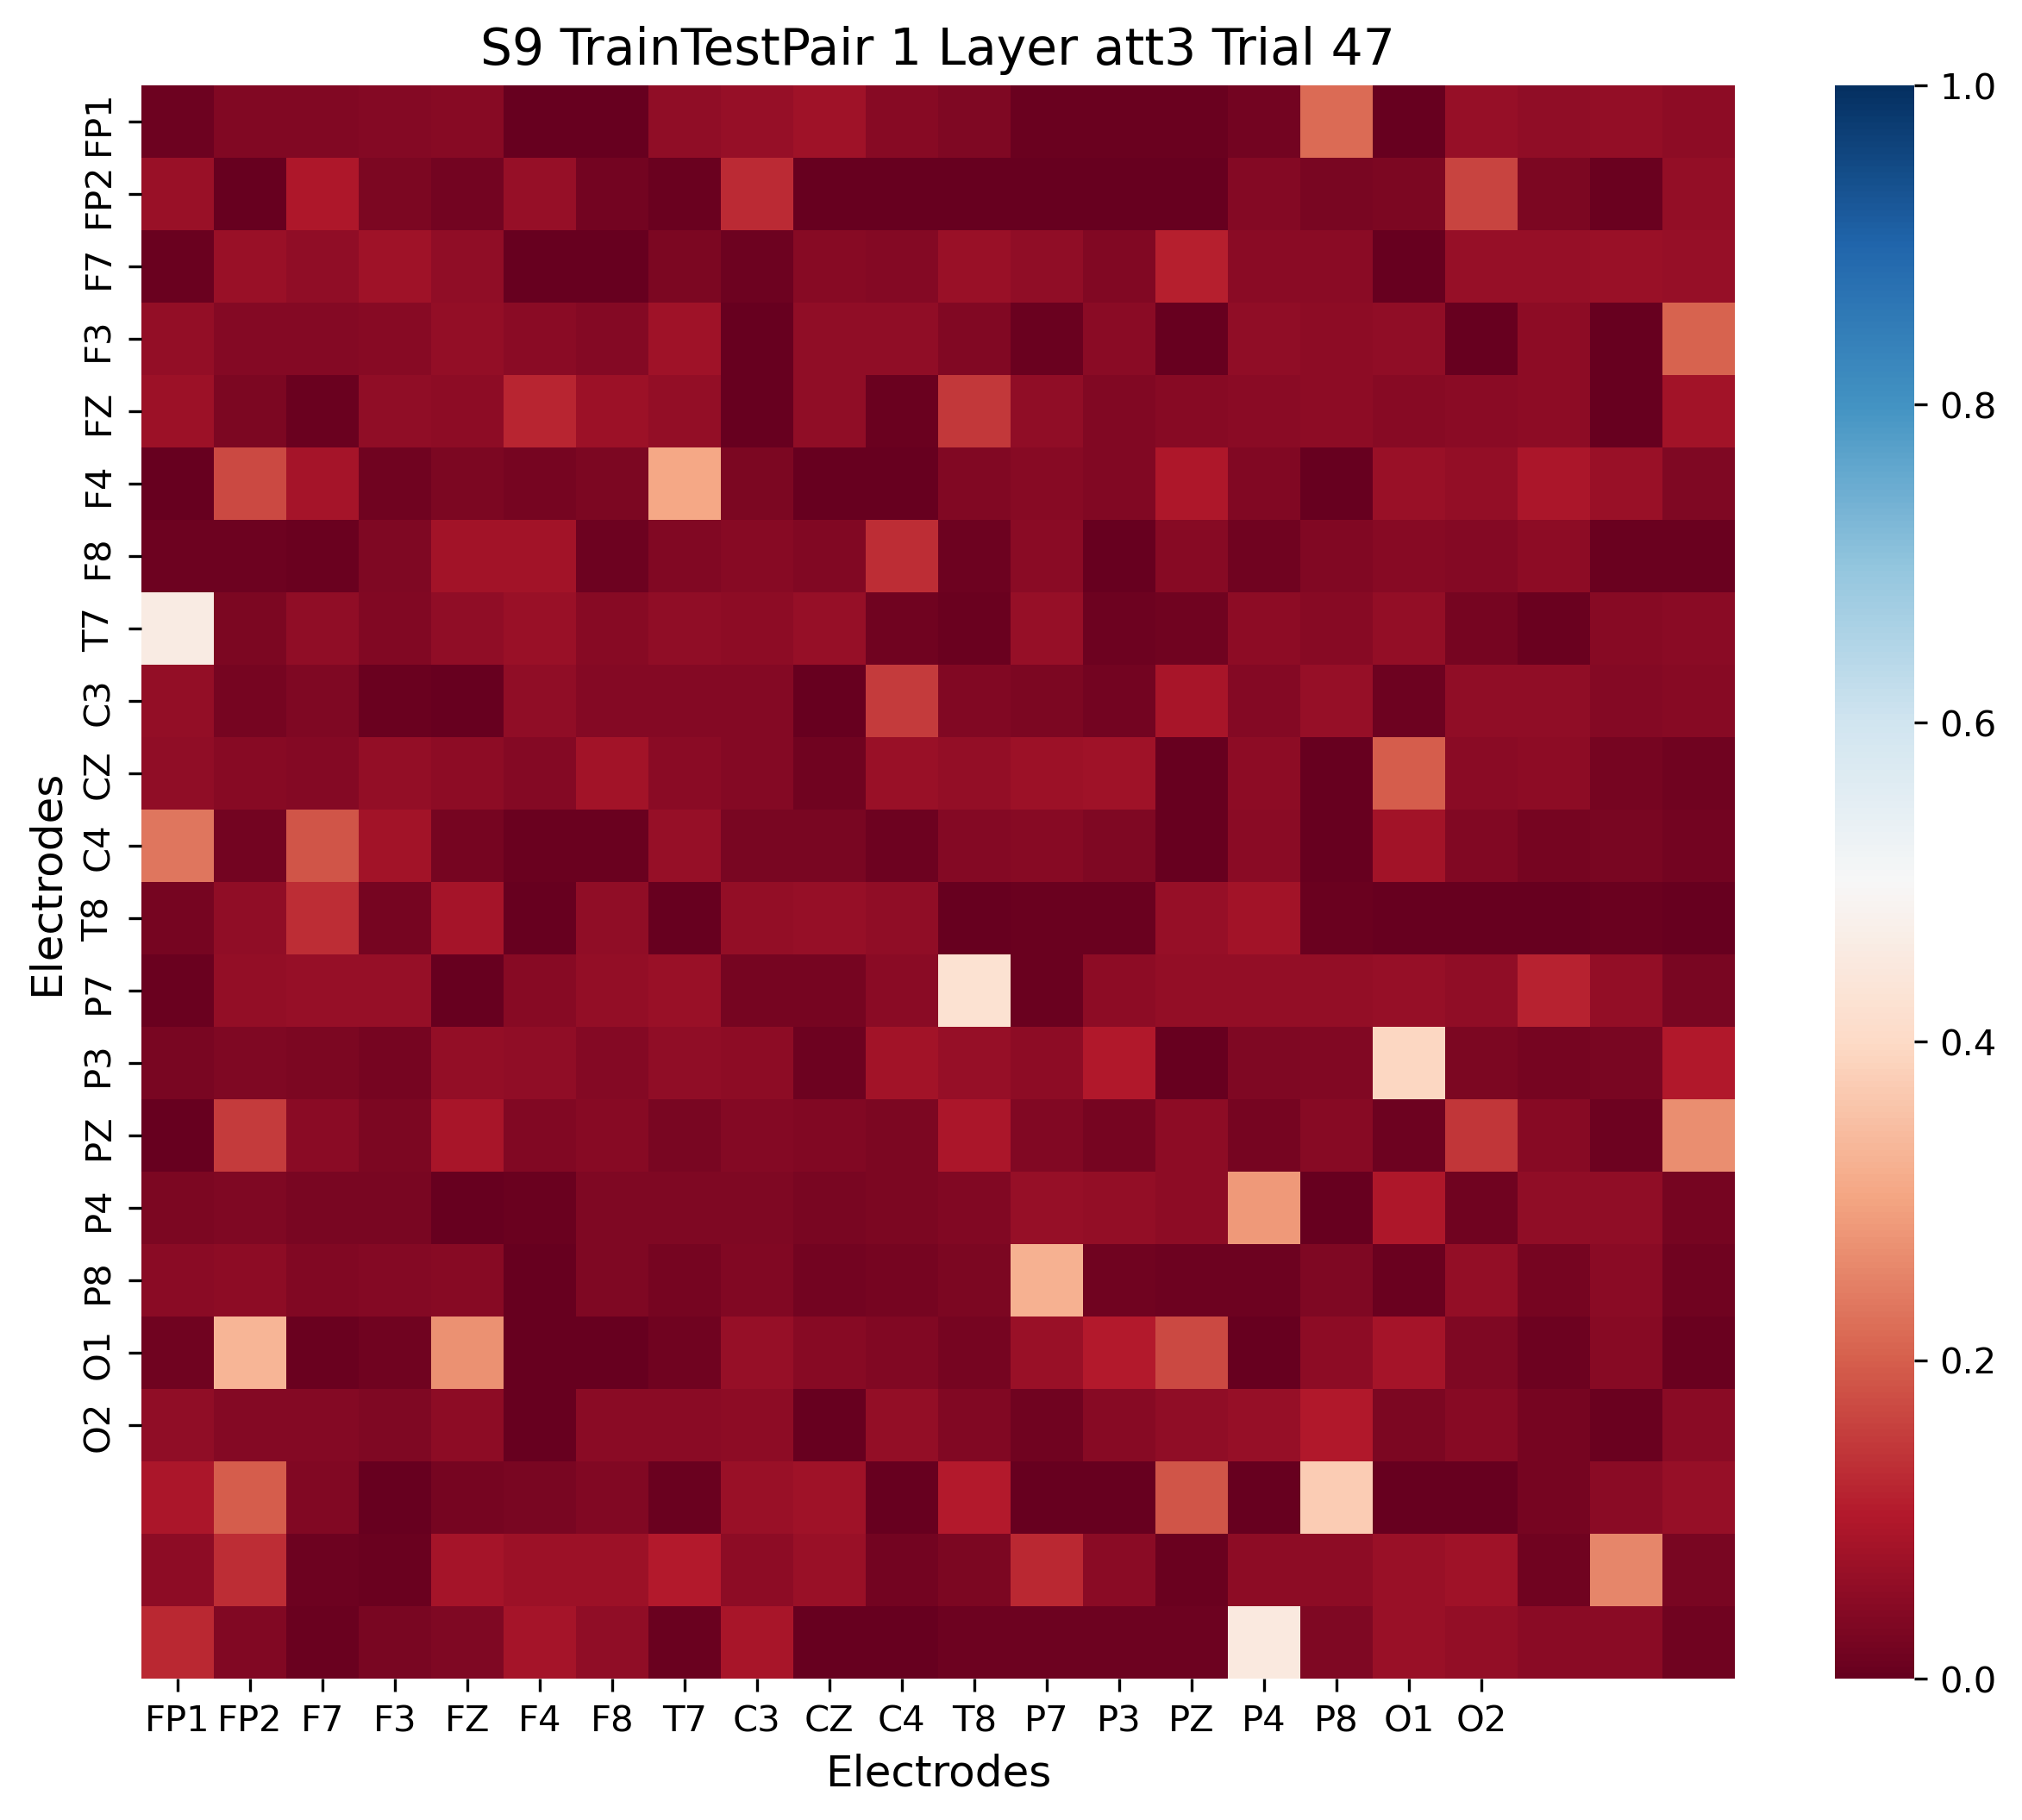 S9 TrainTestPair 1 Layer att3 Trial 47
Electrodes
FP1
FP2
F7
F3
FZ
F4
F8
T7
C3
CZ
C4
T8
P7
P3
PZ
P4
P8
O1
O2
FP1 FP2 F7 F3 FZ F4 F8 T7 C3 CZ C4 T8 P7 P3 PZ P4 P8 O1 O2
Electrodes
1.0
0.8
0.6
0.4
0.2
0.0